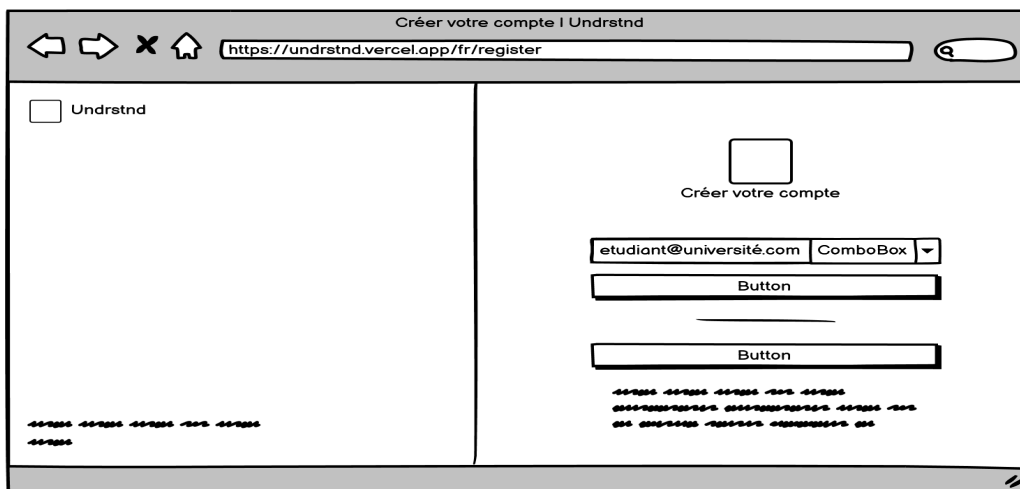 Créer votre compte I Undrstnd
https://undrstnd.vercel.app/fr/register
Undrstnd
Créer votre compte
etudiant@université.com ComboBox
Button
Button